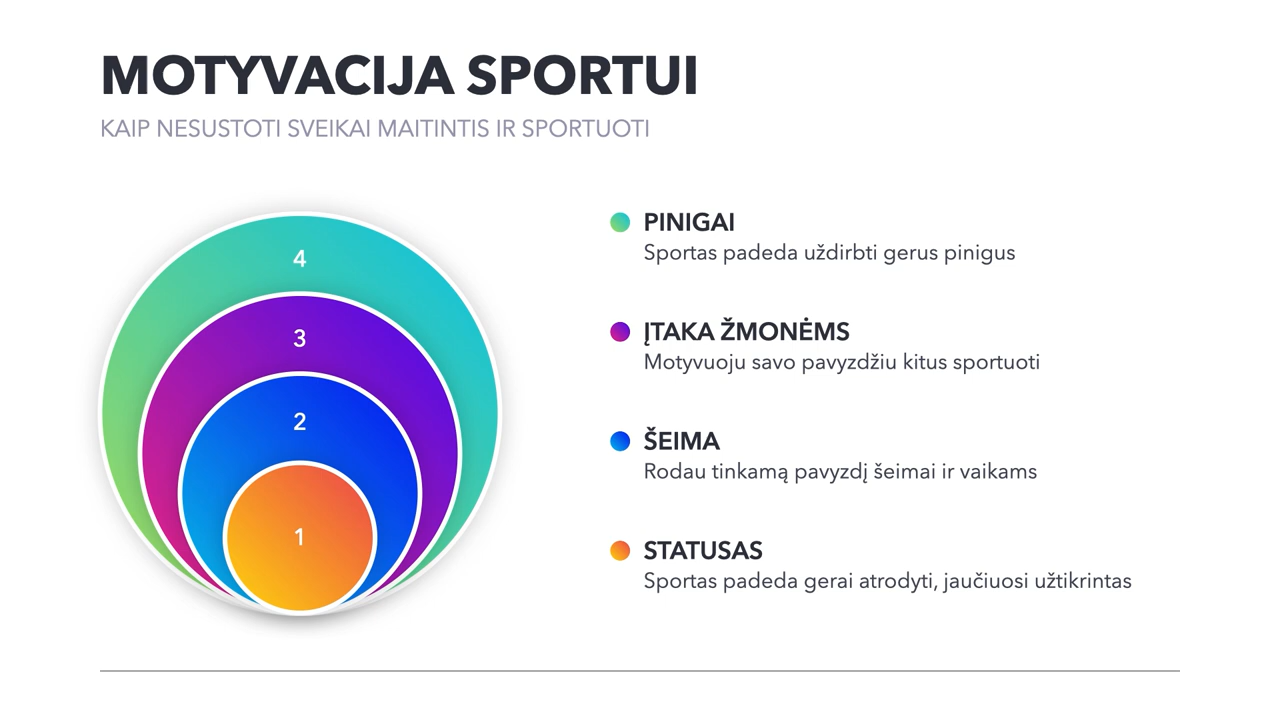 MOTYVACIJA SPORTUI
KAIP NESUSTOTI SVEIKAI MAITINTIS IR SPORTUOTI
4
3
2
1
PINIGAI
Sportas padeda uždirbti gerus pinigus
ĮTAKA ŽMONĖMS
Motyvuoju savo pavyzdžiu kitus sportuoti
ŠEIMA
Rodau tinkamą pavyzdį šeimai ir vaikams
STATUSAS
Sportas padeda gerai atrodyti, jaučiuosi užtikrintas